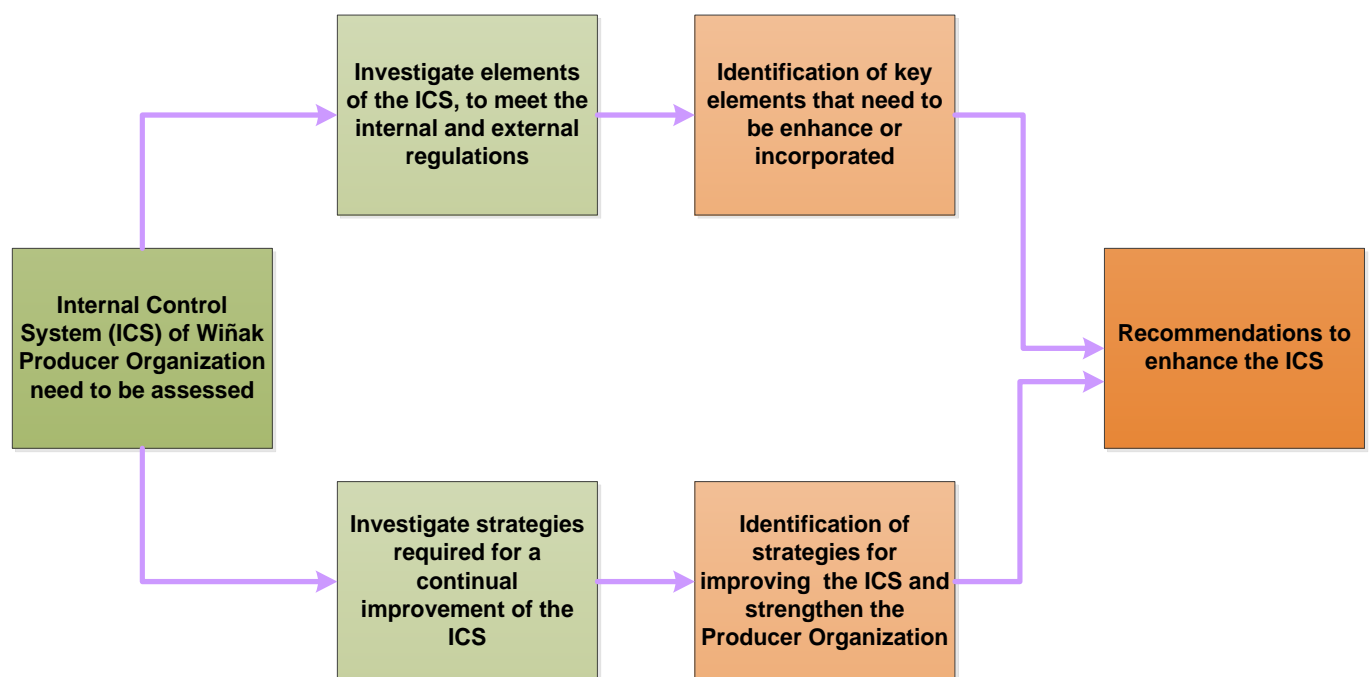 Investigate elements
of the ICS, to meet the
internal and external
regulations
Identification of key
elements that need to
be enhance or
incorporated
Internal Control
System (ICS) of Wiñak
Producer Organization
need to be assessed
Recommendations to
enhance the ICS
Investigate strategies
required for a
continual
improvement of the
ICS
Identification of
strategies for
improving the ICS and
strengthen the
Producer Organization